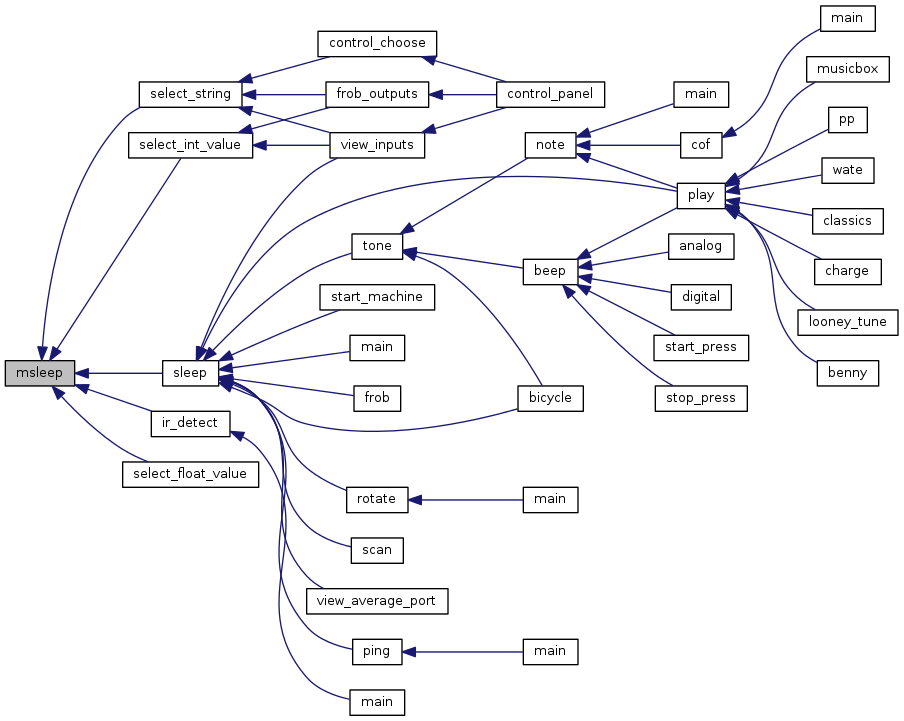 main
control_choose
musicbox
select_string
frob_outputs
control_panel
main
pp
select_int_value
view_inputs
note
cof
wate
play
classics
tone
analog
beep
charge
start_machine
digital
looney_tune
main
start_press
msleep
sleep
benny
frob
bicycle
stop_press
ir_detect
select_float_value
rotate
main
scan
view_average_port
ping
main
main